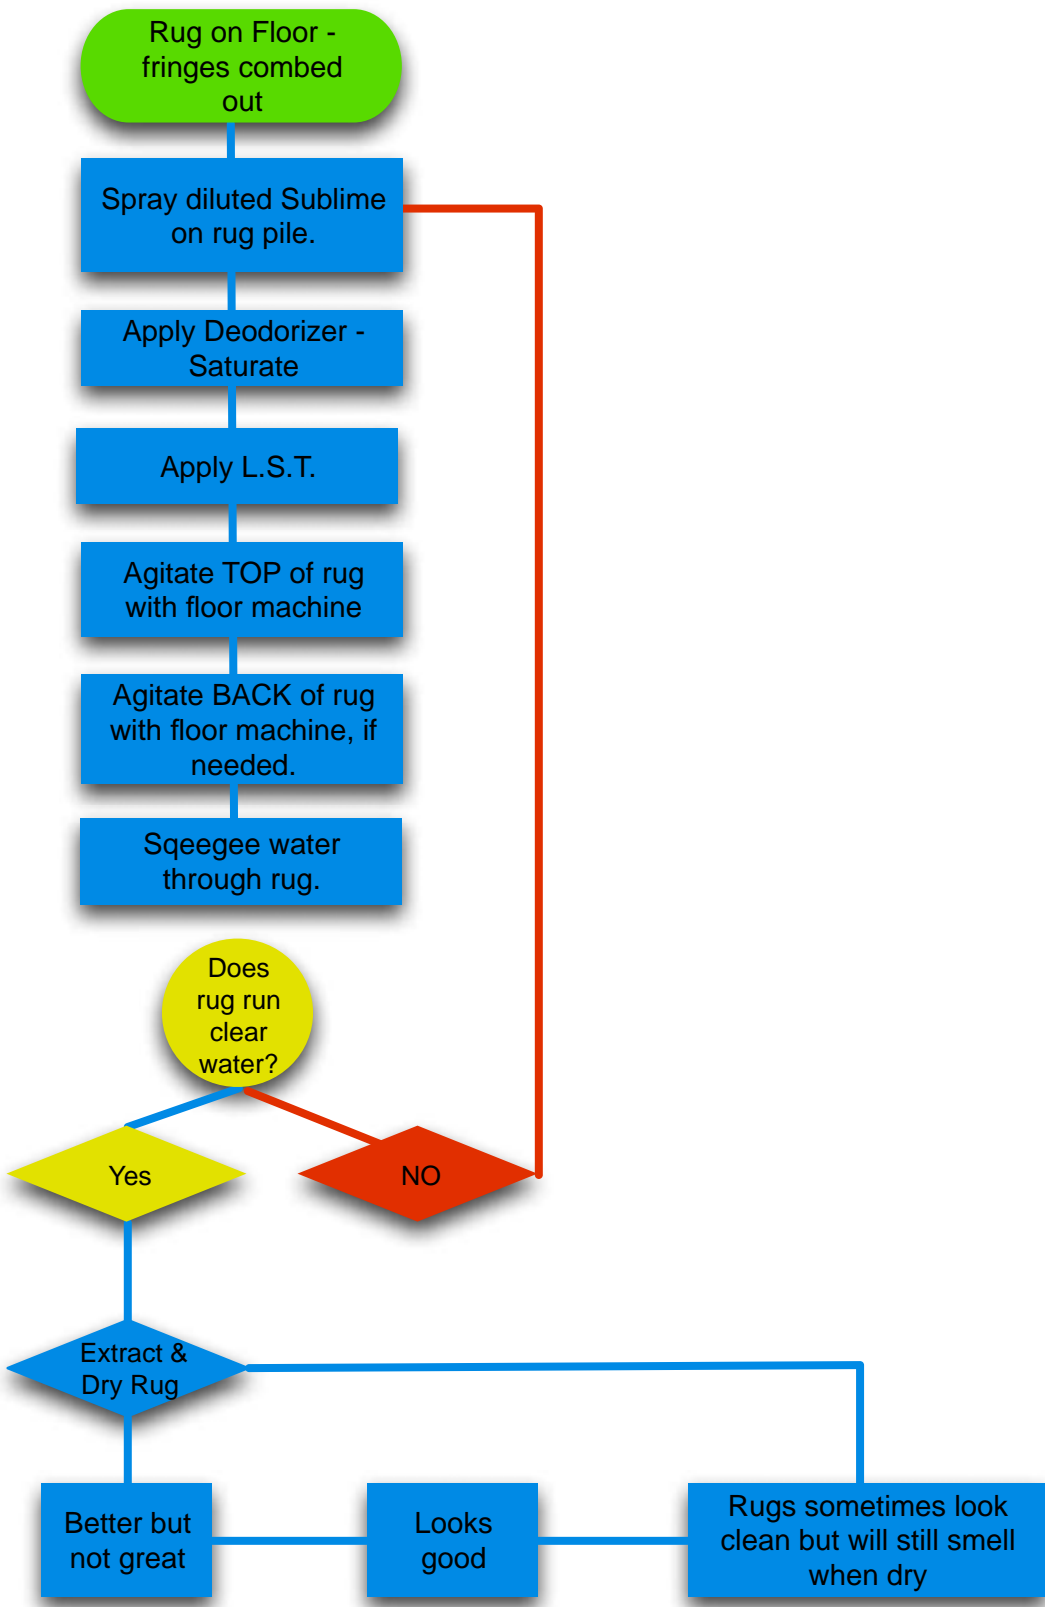 Rug on Floor -
fringes combed
out
Spray diluted Sublime
on rug pile.
Apply Deodorizer -
Saturate
Apply L.S.T.
Agitate TOP of rug
with floor machine
Agitate BACK of rug
with floor machine, if
needed.
Sqeegee water
through rug.
Does
rug run
clear
water?
Yes
NO
Extract &
Dry Rug
Better but
not great
Looks
good
Rugs sometimes look
clean but will still smell
when dry